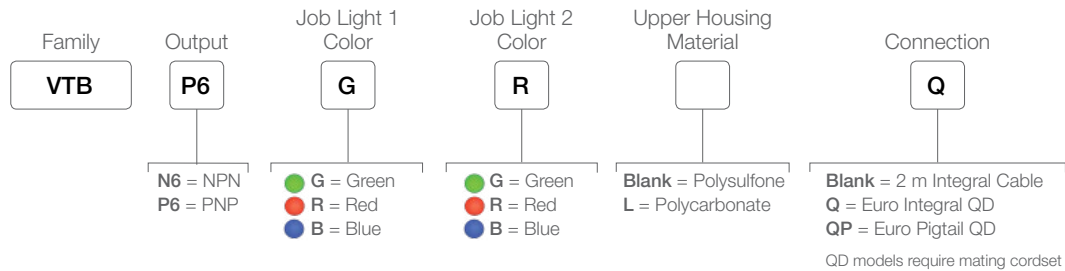 Job Light 1 Job Light 2 Upper Housing
Family Output Color Color Material Connection
VTB P6 G R Q
N6 = NPN G = Green G = Green Blank = Polysulfone Blank = 2 m Integral Cable
P6 = PNP R = Red R = Red L = Polycarbonate Q = Euro Integral QD
B = Blue B = Blue QP = Euro Pigtail QD
QD models require mating cordset